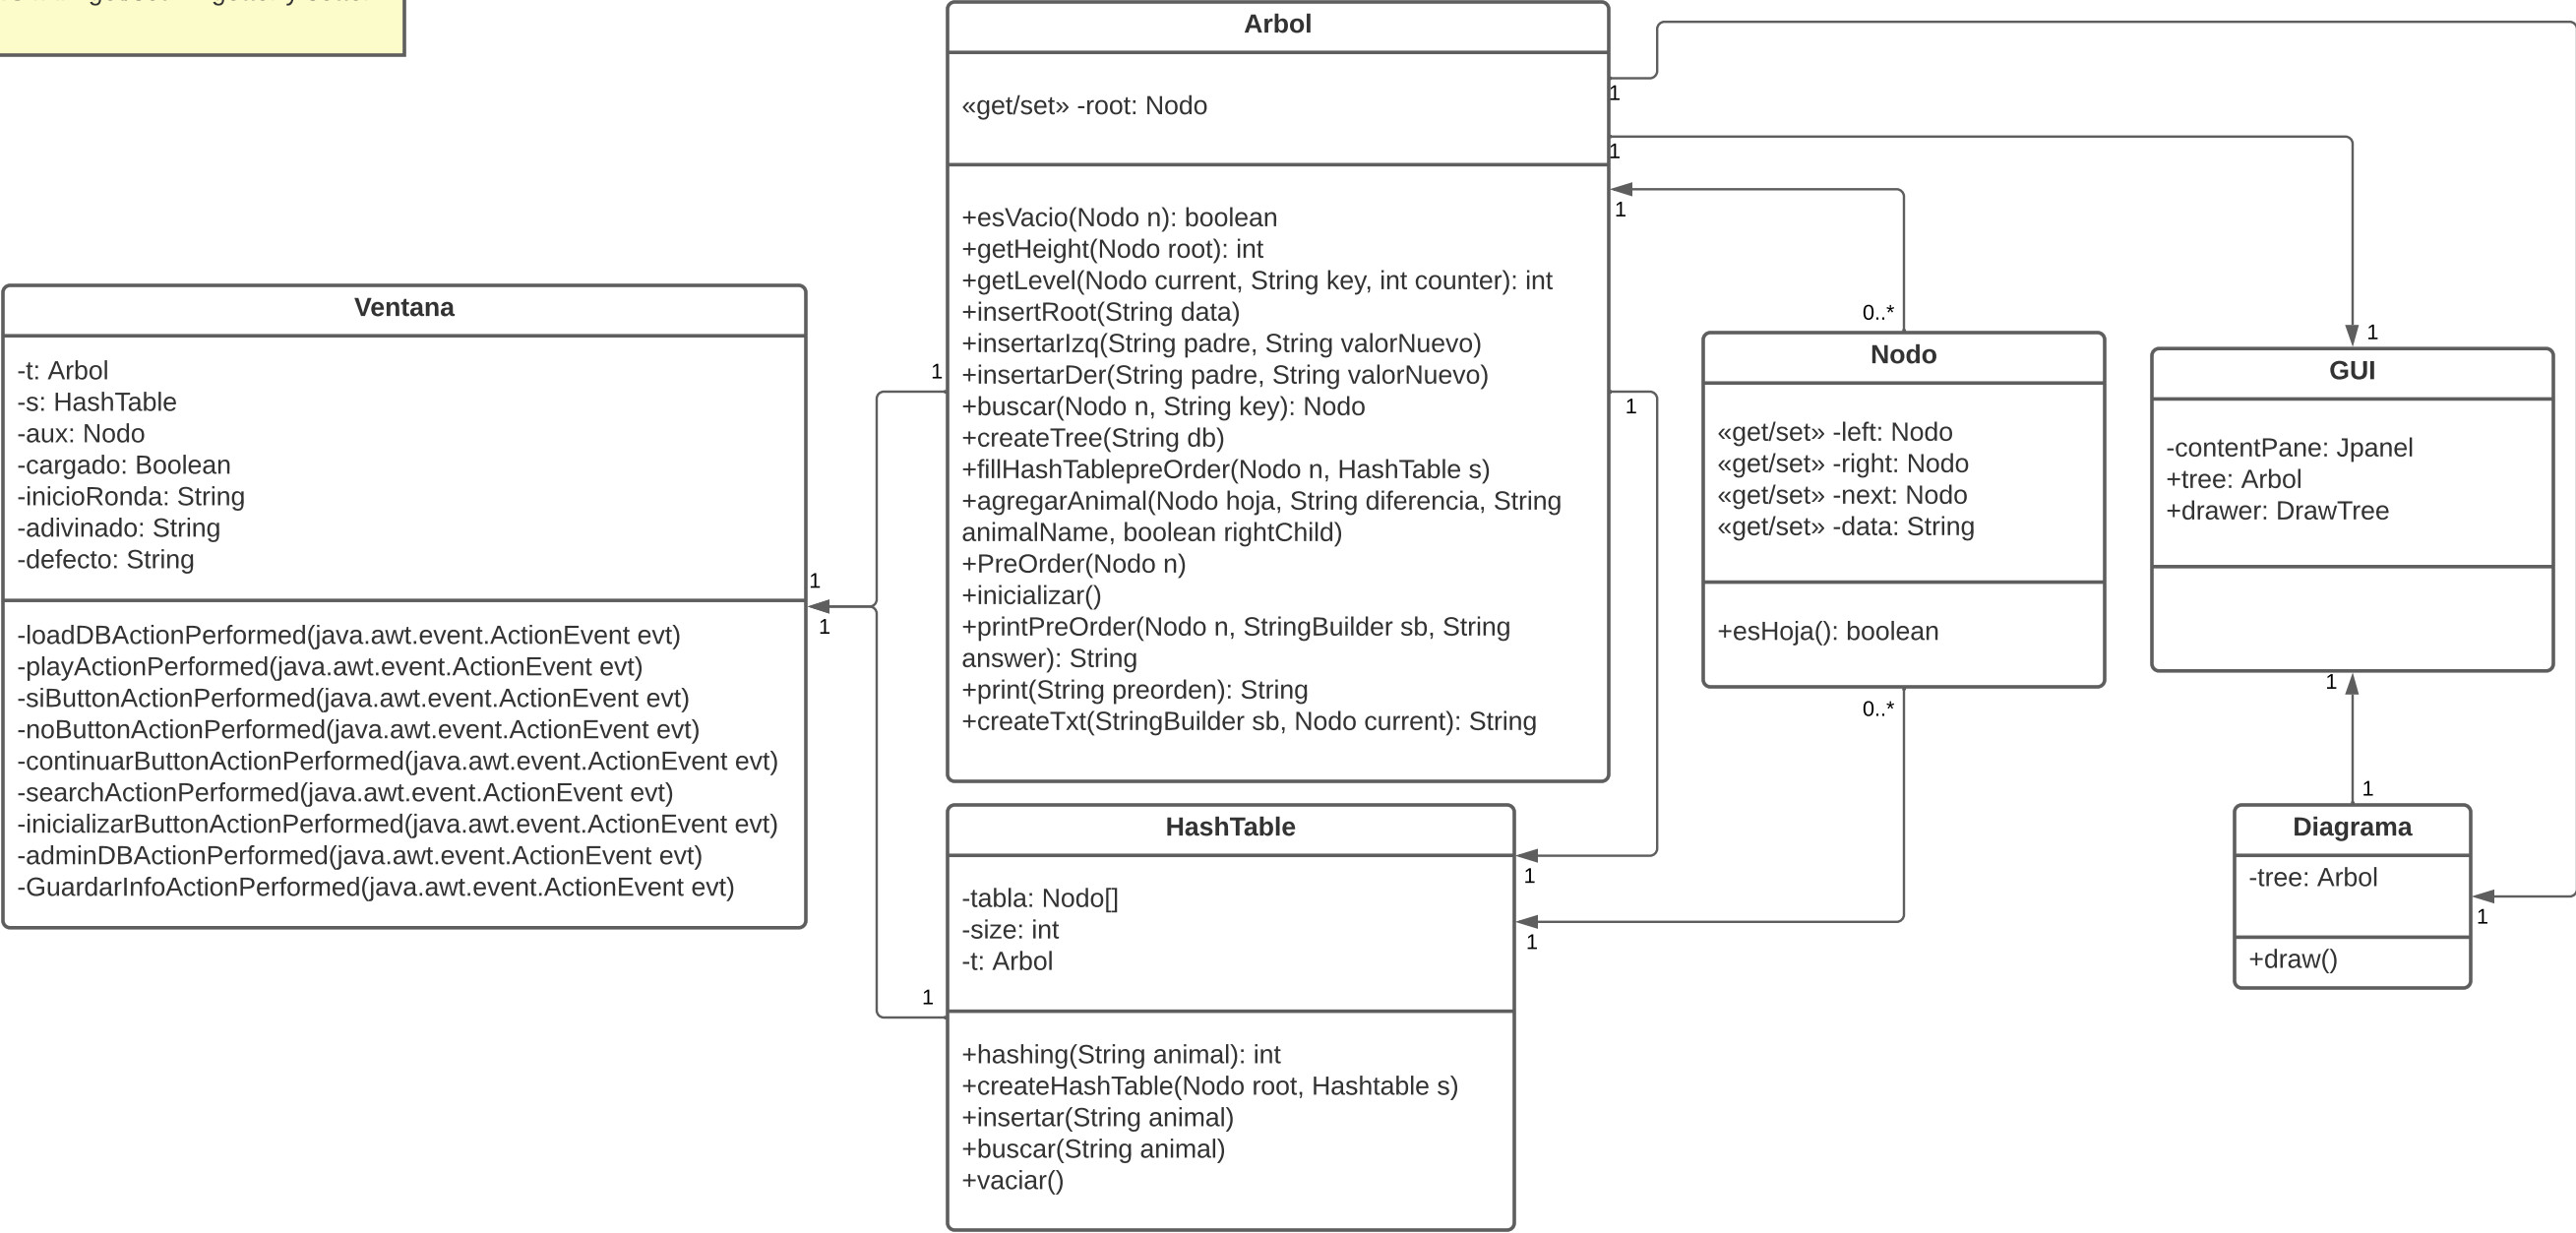 Arbol
«get/set» -root: Nodo
+esVacio(Nodo n): boolean
+getHeight(Nodo root): int
+getLevel(Nodo current, String key, int counter): int
+insertRoot(String data)
+insertarIzq(String padre, String valorNuevo)
+insertarDer(String padre, String valorNuevo)
+buscar(Nodo n, String key): Nodo
+createTree(String db)
+fillHashTablepreOrder(Nodo n, HashTable s)
+agregarAnimal(Nodo hoja, String diferencia, String
animalName, boolean rightChild)
+PreOrder(Nodo n)
+inicializar()
+printPreOrder(Nodo n, StringBuilder sb, String
answer): String
+print(String preorden): String
+createTxt(StringBuilder sb, Nodo current): String
1
1
1
1
1
Ventana
-t: Arbol
-s: HashTable
-aux: Nodo
-cargado: Boolean
-inicioRonda: String
-adivinado: String
-defecto: String
-loadDBActionPerformed(java.awt.event.ActionEvent evt)
-playActionPerformed(java.awt.event.ActionEvent evt)
-siButtonActionPerformed(java.awt.event.ActionEvent evt)
-noButtonActionPerformed(java.awt.event.ActionEvent evt)
-continuarButtonActionPerformed(java.awt.event.ActionEvent evt)
-searchActionPerformed(java.awt.event.ActionEvent evt)
-inicializarButtonActionPerformed(java.awt.event.ActionEvent evt)
-adminDBActionPerformed(java.awt.event.ActionEvent evt)
-GuardarInfoActionPerformed(java.awt.event.ActionEvent evt)
1
1
0..*
Nodo
«get/set» -left: Nodo
«get/set» -right: Nodo
«get/set» -next: Nodo
«get/set» -data: String
+esHoja(): boolean
0..*
1
GUI
-contentPane: Jpanel
+tree: Arbol
+drawer: DrawTree
1
1
Diagrama
-tree: Arbol
+draw()
1
HashTable
-tabla: Nodo[]
-size: int
-t: Arbol
+hashing(String animal): int
+createHashTable(Nodo root, Hashtable s)
+insertar(String animal)
+buscar(String animal)
+vaciar()
1
1
1